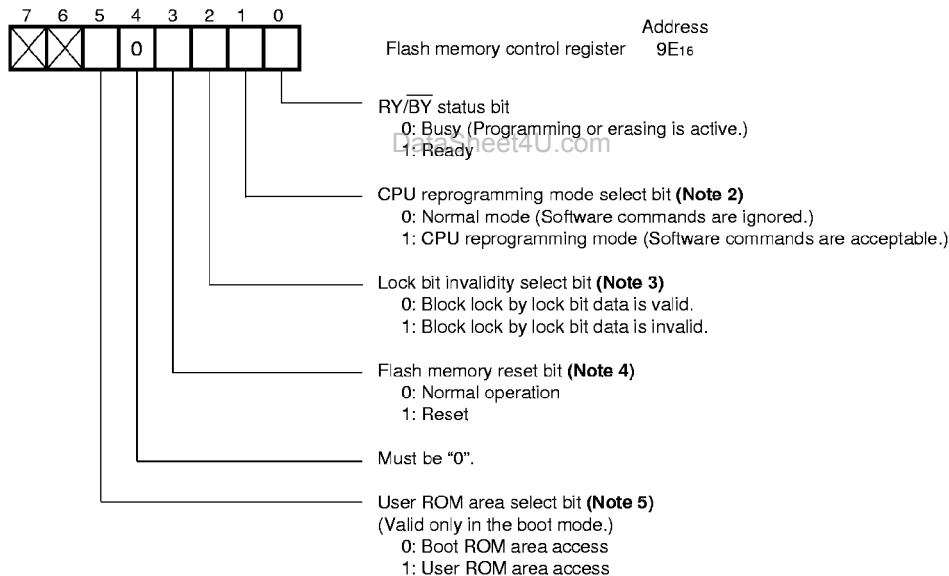 7 6 5 4 3 2 1 0
0
Address
Flash memory control register 9E16
RY/BY status bit
0: Busy (Programming or erasing is active.)
DataSheet4U.com
1: Ready
CPU reprogramming mode select bit (Note 2)
0: Normal mode (Software commands are ignored.)
1: CPU reprogramming mode (Software commands are acceptable.)
Lock bit invalidity select bit (Note 3)
0: Block lock by lock bit data is valid.
1: Block lock by lock bit data is invalid.
Flash memory reset bit (Note 4)
0: Normal operation
1: Reset
Must be “0”.
User ROM area select bit (Note 5)
(Valid only in the boot mode.)
0: Boot ROM area access
1: User ROM area access